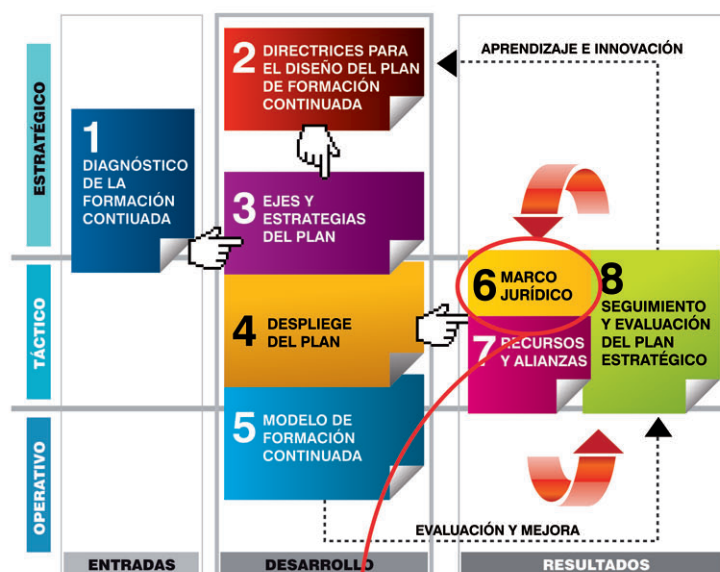 ESTRATÉGICO
TÁCTICO
OPERATIVO
1
DIAGNÓSTICO
DE LA
FORMACIÓN
CONTIUADA
2
DIRECTRICES PARA
EL DISEÑO DEL PLAN
DE FORMACIÓN
CONTINUADA
3
EJES Y
ESTRATEGIAS
DEL PLAN
4
DESPLIEGE
DEL PLAN
5
MODELO DE
FORMACIÓN
CONTINUADA
APRENDIZAJE E INNOVACIÓN
6
MARCO
JURÍDICO
7
RECURSOS
Y ALIANZAS
8
SEGUIMIENTO
Y EVALUACIÓN
DEL PLAN
ESTRATÉGICO
EVALUACIÓN Y MEJORA
ENTRADAS
DESARROLLO
RESULTADOS